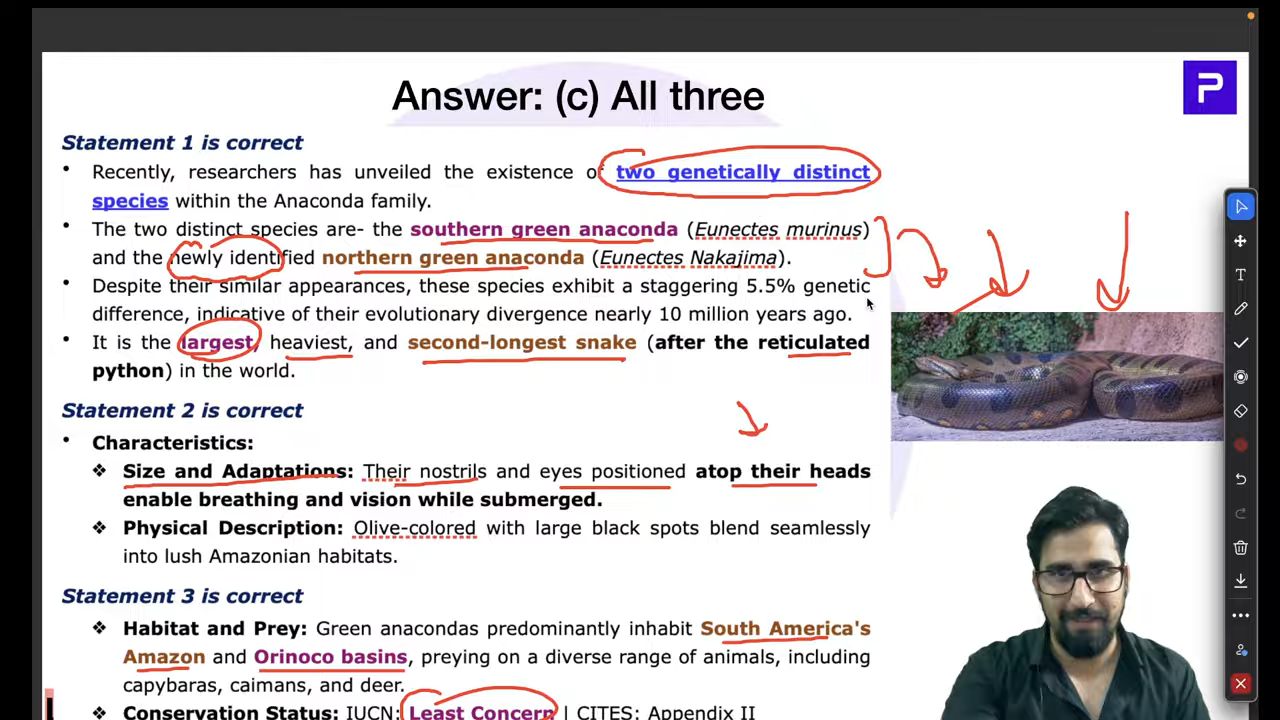 Answer: (c) All three
P
Statement 1 is correct
• Recently, researchers has unveiled the existence of two genetically distinct
species within the Anaconda family.
• The two distinct species are- the southern green anaconda (Eunectes murinus)
and the newly identified northern green anaconda (Eunectes Nakajima).
• Despite their similar appearances, these species exhibit a staggering 5.5% genetic
difference, indicative of their evolutionary divergence nearly 10 million years ago.
• It is the largest, heaviest, and second-longest snake (after the reticulated
python) in the world.
Statement 2 is correct
• Characteristics:
❖ Size and Adaptations: Their nostrils and eyes positioned atop their heads
enable breathing and vision while submerged.
❖ Physical Description: Olive-colored with large black spots blend seamlessly
into lush Amazonian habitats.
Statement 3 is correct
❖ Habitat and Prey: Green anacondas predominantly inhabit South America's
Amazon and Orinoco basins, preying on a diverse range of animals, including
capybaras, caimans, and deer.
❖ Conservation Status: IUCN: Least Concern | CITES: Appendix II